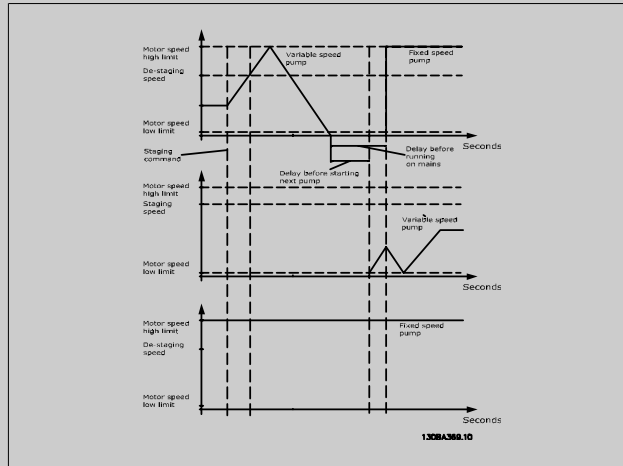 Motor speed
high limit
Variable speed
pump
Fixed speed
pump
De-staging
speed
Motor speed
low limit
Seconds
Staging
command
Delay before
running
on mains
Delay before starting
next pump
Motor speed
high limit
Staging
speed
Variable speed
pump
Motor speed
low limit
Seconds
Motor speed
high limit
Fixed speed
pump
De-staging
speed
Motor speed
low limit
Seconds
130BA369.10